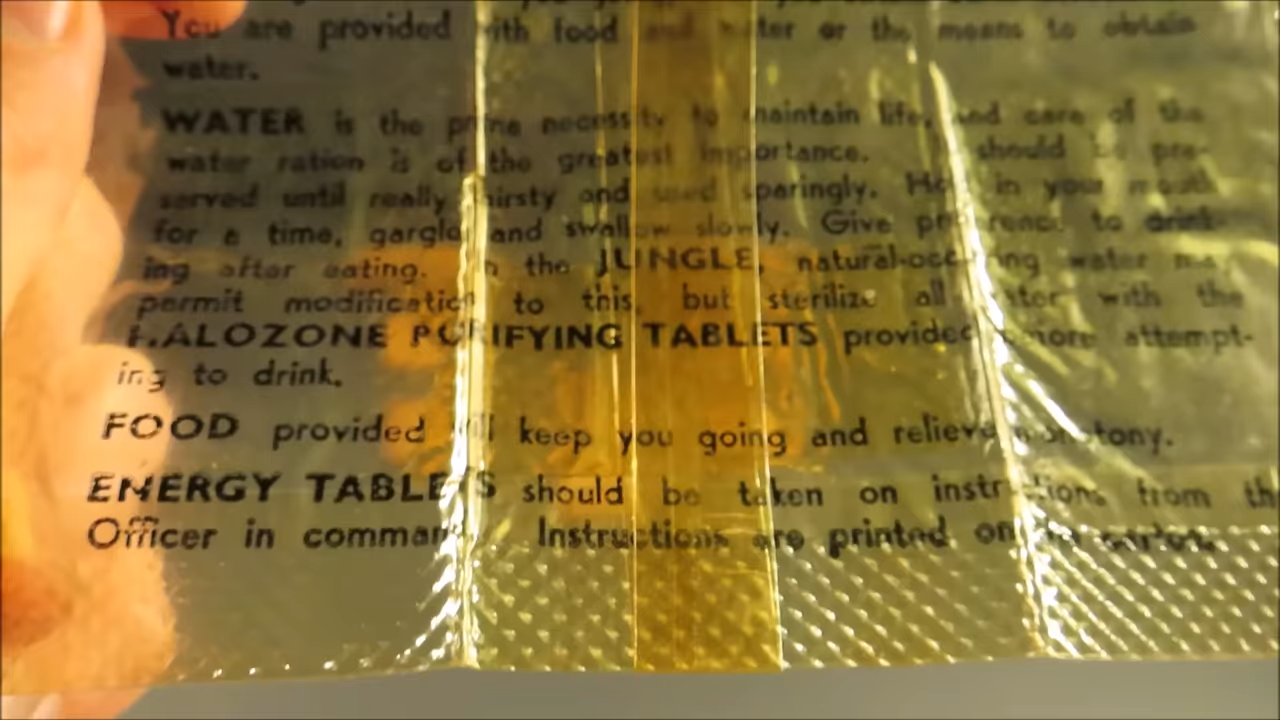 You are provided with food and water or the means to obtain
water.
WATER is the prime necessity to maintain life, and care of the
water ration is of the greatest importance. should be pre-
served until really thirsty and used sparingly. Hold in your mouth
for a time, gargle and swallow slowly. Give preference to drink-
ing after eating. In the JUNGLE, natural-occurring water may
permit modification to this, but sterilize all water with the
HALOZONE PURIFYING TABLETS provided before attempt-
ing to drink.
FOOD provided will keep you going and relieve monotony.
ENERGY TABLETS should be taken on instructions from the
Officer in command. Instructions are printed on the carton.